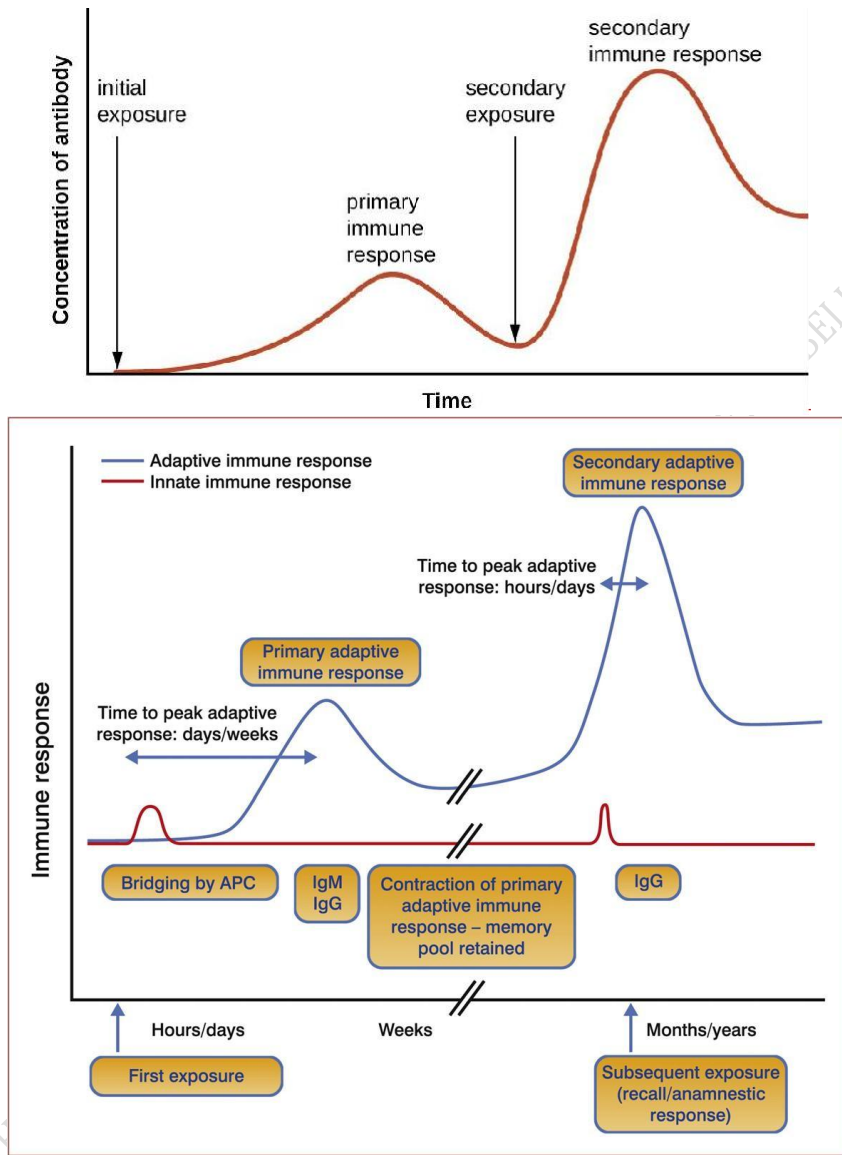 secondary
immune response
initial
exposure
secondary
exposure
primary
immune
response
Concentration of antibody
Time
Adaptive immune response
Innate immune response
Secondary adaptive
immune response
Time to peak adaptive
response: hours/days
Primary adaptive
immune response
Time to peak adaptive
response: days/weeks
Immune response
Bridging by APC
IgM
IgG
Contraction of primary
adaptive immune
response – memory
pool retained
IgG
Hours/days
Weeks
Months/years
First exposure
Subsequent exposure
(recall/anamnestic
response)